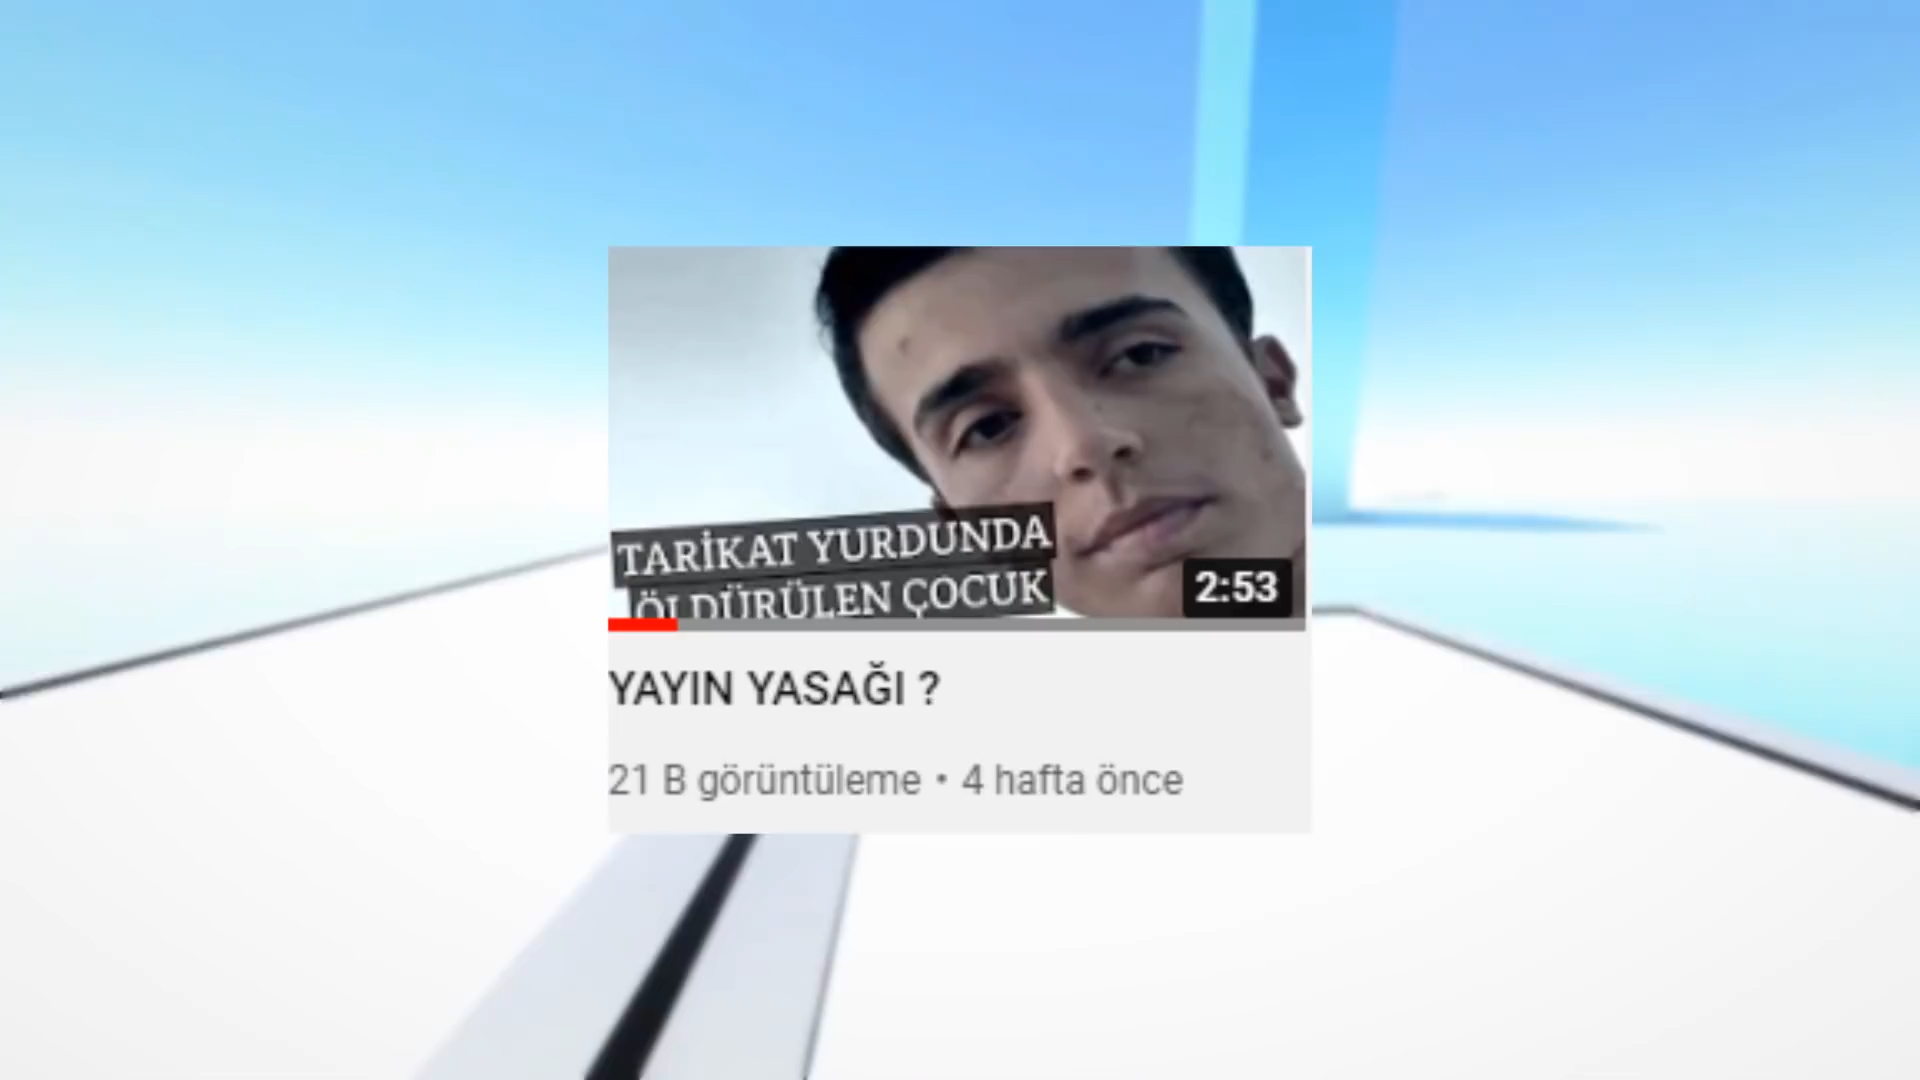 TARİKAT YURDUNDA
ÖLDÜRÜLEN ÇOCUK
2:53
YAYIN YASAĞI ?
21 B görüntüleme • 4 hafta önce